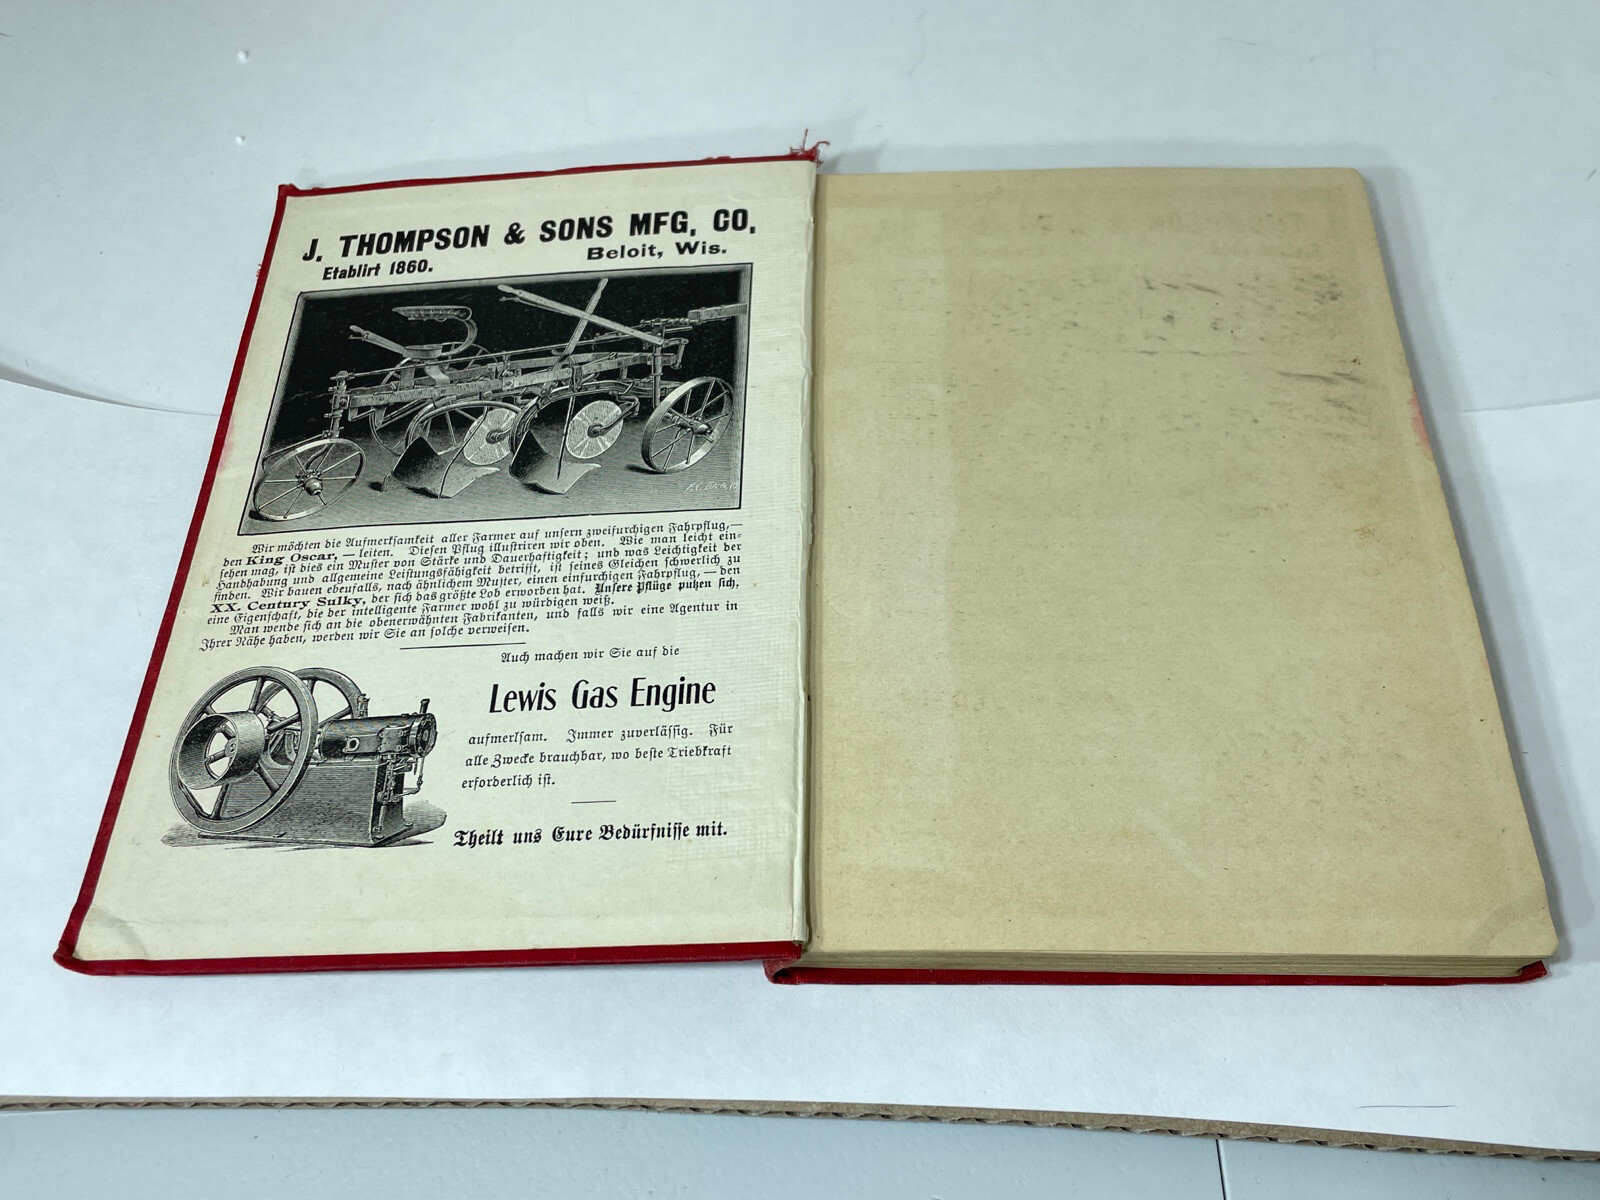 J. THOMPSON & SONS MFG, CO,
Etablirt 1860. Beloit, Wis.
Wir möchten die Aufmerksamkeit aller Farmer auf unsern zweifurchigen Fahrpflug,—
den King Oscar, — leiten. Diesen Pflug illustriren wir oben. Wie man leicht ein-
sehen mag, ist dies ein Muster von Stärke und Dauerhaftigkeit; und was Leichtigkeit der
Handhabung und allgemeine Leistungsfähigkeit betrifft, ist seines Gleichen schwerlich zu
finden. Wir bauen ebenfalls, nach ähnlichem Muster, einen einfurchigen Fahrpflug, — den
XX. Century Sulky, der sich das größte Lob erworben hat. Unsere Pflüge putzen sich,
eine Eigenschaft, die der intelligente Farmer wohl zu würdigen weiß.
Man wende sich an die obenerwähnten Fabrikanten, und falls wir eine Agentur in
Ihrer Nähe haben, werden wir Sie an solche verweisen.
Auch machen wir Sie auf die
Lewis Gas Engine
aufmerksam. Immer zuverlässig. Für
alle Zwecke brauchbar, wo beste Triebkraft
erforderlich ist.
Theilt uns Eure Bedürfnisse mit.